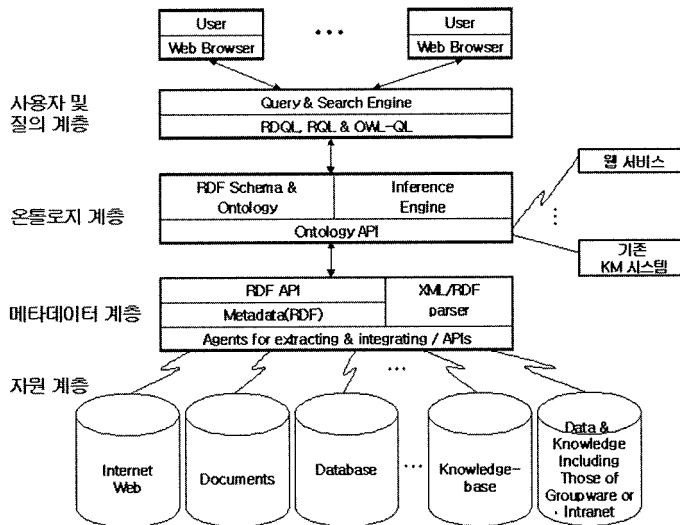 User
Web Browser
...
User
Web Browser
사용자 및
질의 계층
Query & Search Engine
RDQL, RQL & OWL-QL
온톨로지 계층
RDF Schema &
Ontology
Inference
Engine
Ontology API
웹 서비스
...
기존
KM 시스템
메타데이터 계층
RDF API
Metadata(RDF)
XML/RDF
parser
Agents for extracting & integrating / APIs
자원 계층
...
Internet
Web
Documents
Database
...
Knowledge-
base
Data &
Knowledge
Including
Those of
Groupware or
Intranet